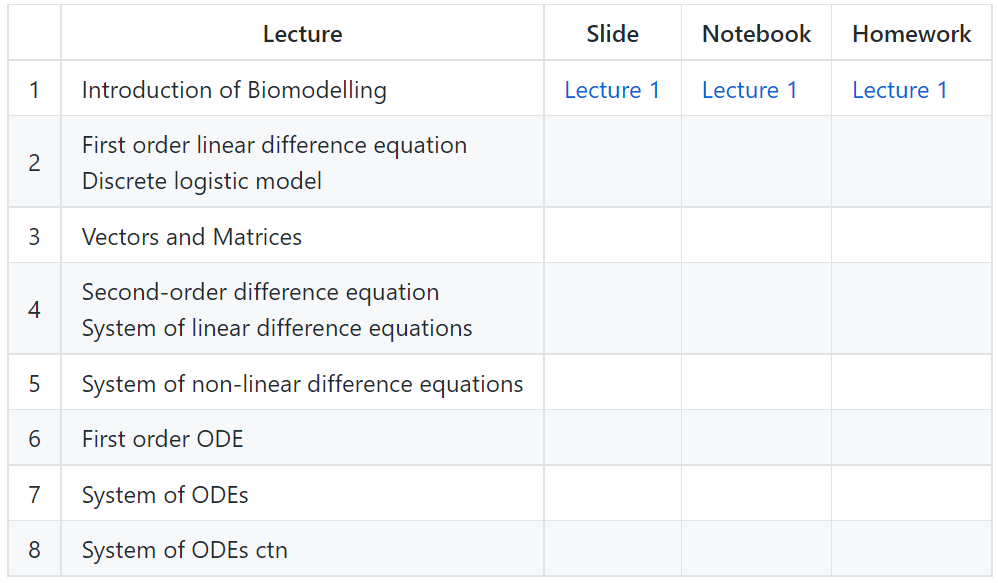 Lecture Slide Notebook Homework
1 Introduction of Biomodelling Lecture 1 Lecture 1 Lecture 1
2 First order linear difference equation
Discrete logistic model
3 Vectors and Matrices
4 Second-order difference equation
System of linear difference equations
5 System of non-linear difference equations
6 First order ODE
7 System of ODEs
8 System of ODEs ctn